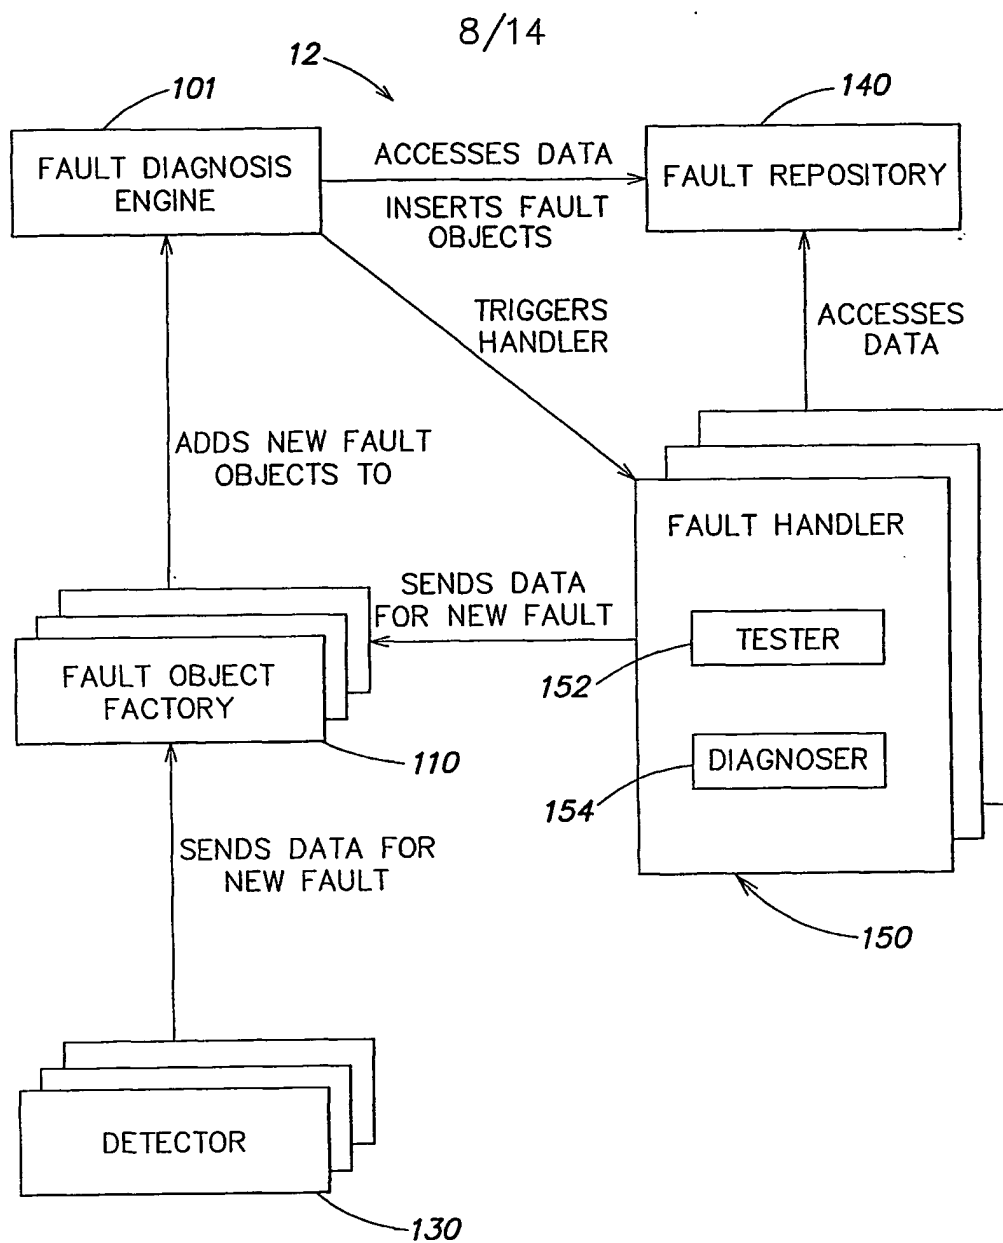 8/14
12
101
140
FAULT DIAGNOSIS
ENGINE
ACCESSES DATA
INSERTS FAULT
OBJECTS
FAULT REPOSITORY
TRIGGERS
HANDLER
ACCESSES
DATA
ADDS NEW FAULT
OBJECTS TO
FAULT HANDLER
SENDS DATA
FOR NEW FAULT
TESTER
152
FAULT OBJECT
FACTORY
110
DIAGNOSER
154
SENDS DATA FOR
NEW FAULT
150
DETECTOR
130